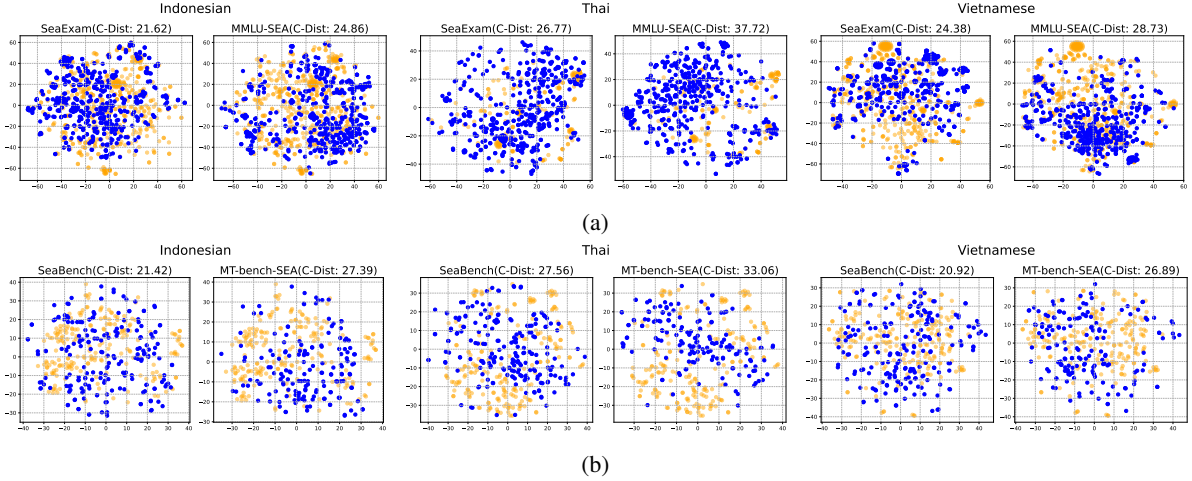 Indonesian
Thai
Vietnamese
SeaExam(C-Dist: 21.62)
MMLU-SEA(C-Dist: 24.86)
SeaExam(C-Dist: 26.77)
MMLU-SEA(C-Dist: 37.72)
SeaExam(C-Dist: 24.38)
MMLU-SEA(C-Dist: 28.73)
(a)
Indonesian
Thai
Vietnamese
SeaBench(C-Dist: 21.42)
MT-bench-SEA(C-Dist: 27.39)
SeaBench(C-Dist: 27.56)
MT-bench-SEA(C-Dist: 33.06)
SeaBench(C-Dist: 20.92)
MT-bench-SEA(C-Dist: 26.89)
(b)